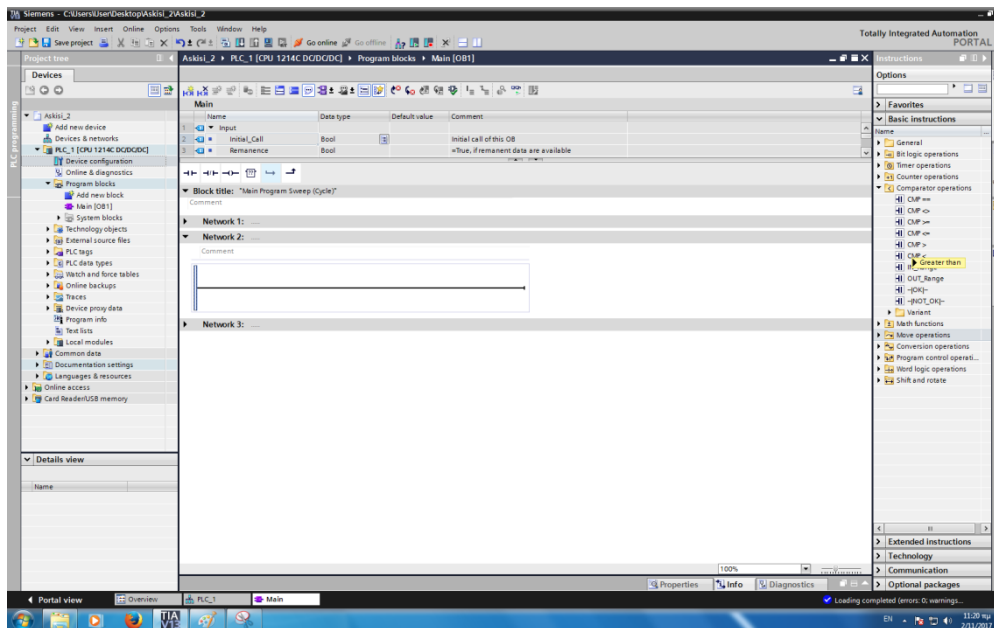 Siemens - C:\Users\User\Desktop\Askisi_2\Askisi_2
Project Edit View Insert Online Options Tools Window Help
Save project
Go online
Go offline
Totally Integrated Automation
PORTAL
Project tree
Askisi_2 PLC_1 [CPU 1214C DC/DC/DC] Program blocks Main [OB1]
Instructions
Devices
Options
PLC programming
Askisi_2
Add new device
Devices & networks
PLC_1 [CPU 1214C DC/DC/DC]
Device configuration
Online & diagnostics
Program blocks
Add new block
Main [OB1]
System blocks
Technology objects
External source files
PLC tags
PLC data types
Watch and force tables
Online backups
Traces
Device proxy data
Program info
Text lists
Local modules
Common data
Documentation settings
Languages & resources
Online access
Card Reader/USB memory
Details view
Name
Main
Name Data type Default value Comment
1 Input
2 Initial_Call Bool Initial call of this OB
3 Remanence Bool =True, if remanent data are available
Block title: "Main Program Sweep (Cycle)"
Comment
Network 1: ....
Network 2: ....
Comment
Network 3: ....
100%
Properties Info Diagnostics
Favorites
Basic instructions
Name
General
Bit logic operations
Timer operations
Counter operations
Comparator operations
CMP ==
CMP <>
CMP >=
CMP <=
CMP >
CMP <
Greater than
OUT_Range
-|OK|-
-|NOT_OK|-
Variant
Math functions
Move operations
Conversion operations
Program control operati...
Word logic operations
Shift and rotate
Extended instructions
Technology
Communication
Optional packages
Portal view
Overview
PLC_1
Main
Loading completed (errors: 0; warnings...
TIA
V13
EN
11:20 πμ
2/11/2017